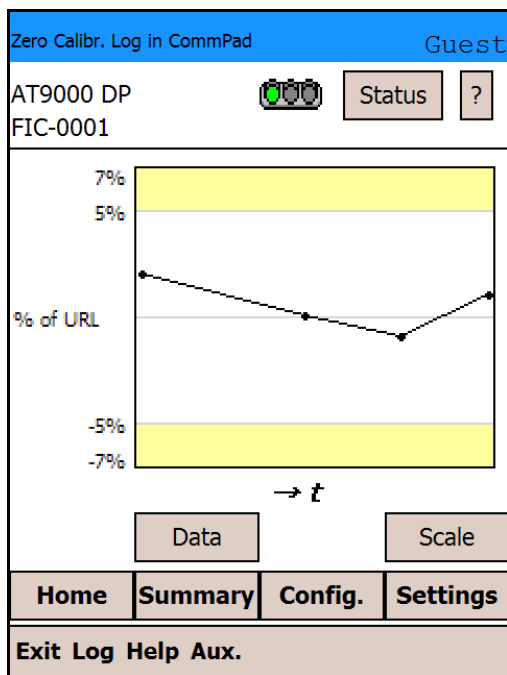 Zero Calibr. Log in CommPad Guest
AT9000 DP Status ?
FIC-0001
7%
5%
% of URL
-5%
-7%
→ t
Data Scale
Home Summary Config. Settings
Exit Log Help Aux.